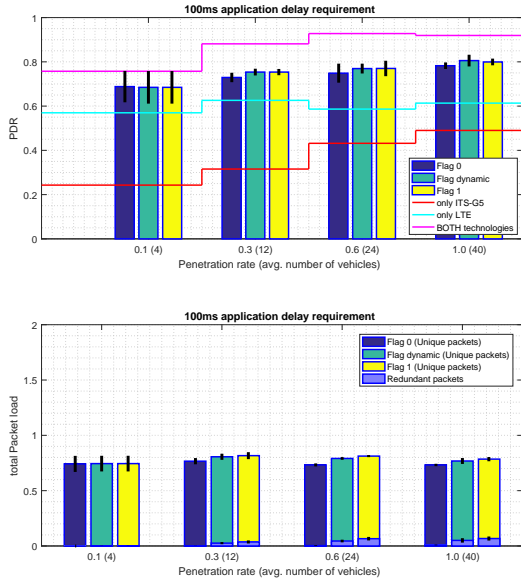 100ms application delay requirement
1
0.8
0.6
0.4
0.2
0
PDR
Flag 0
Flag dynamic
Flag 1
only ITS-G5
only LTE
BOTH technologies
0.1 (4) 0.3 (12) 0.6 (24) 1.0 (40)
Penetration rate (avg. number of vehicles)
100ms application delay requirement
2
1.5
1
0.5
0
total Packet load
Flag 0 (Unique packets)
Flag dynamic (Unique packets)
Flag 1 (Unique packets)
Redundant packets
0.1 (4) 0.3 (12) 0.6 (24) 1.0 (40)
Penetration rate (avg. number of vehicles)